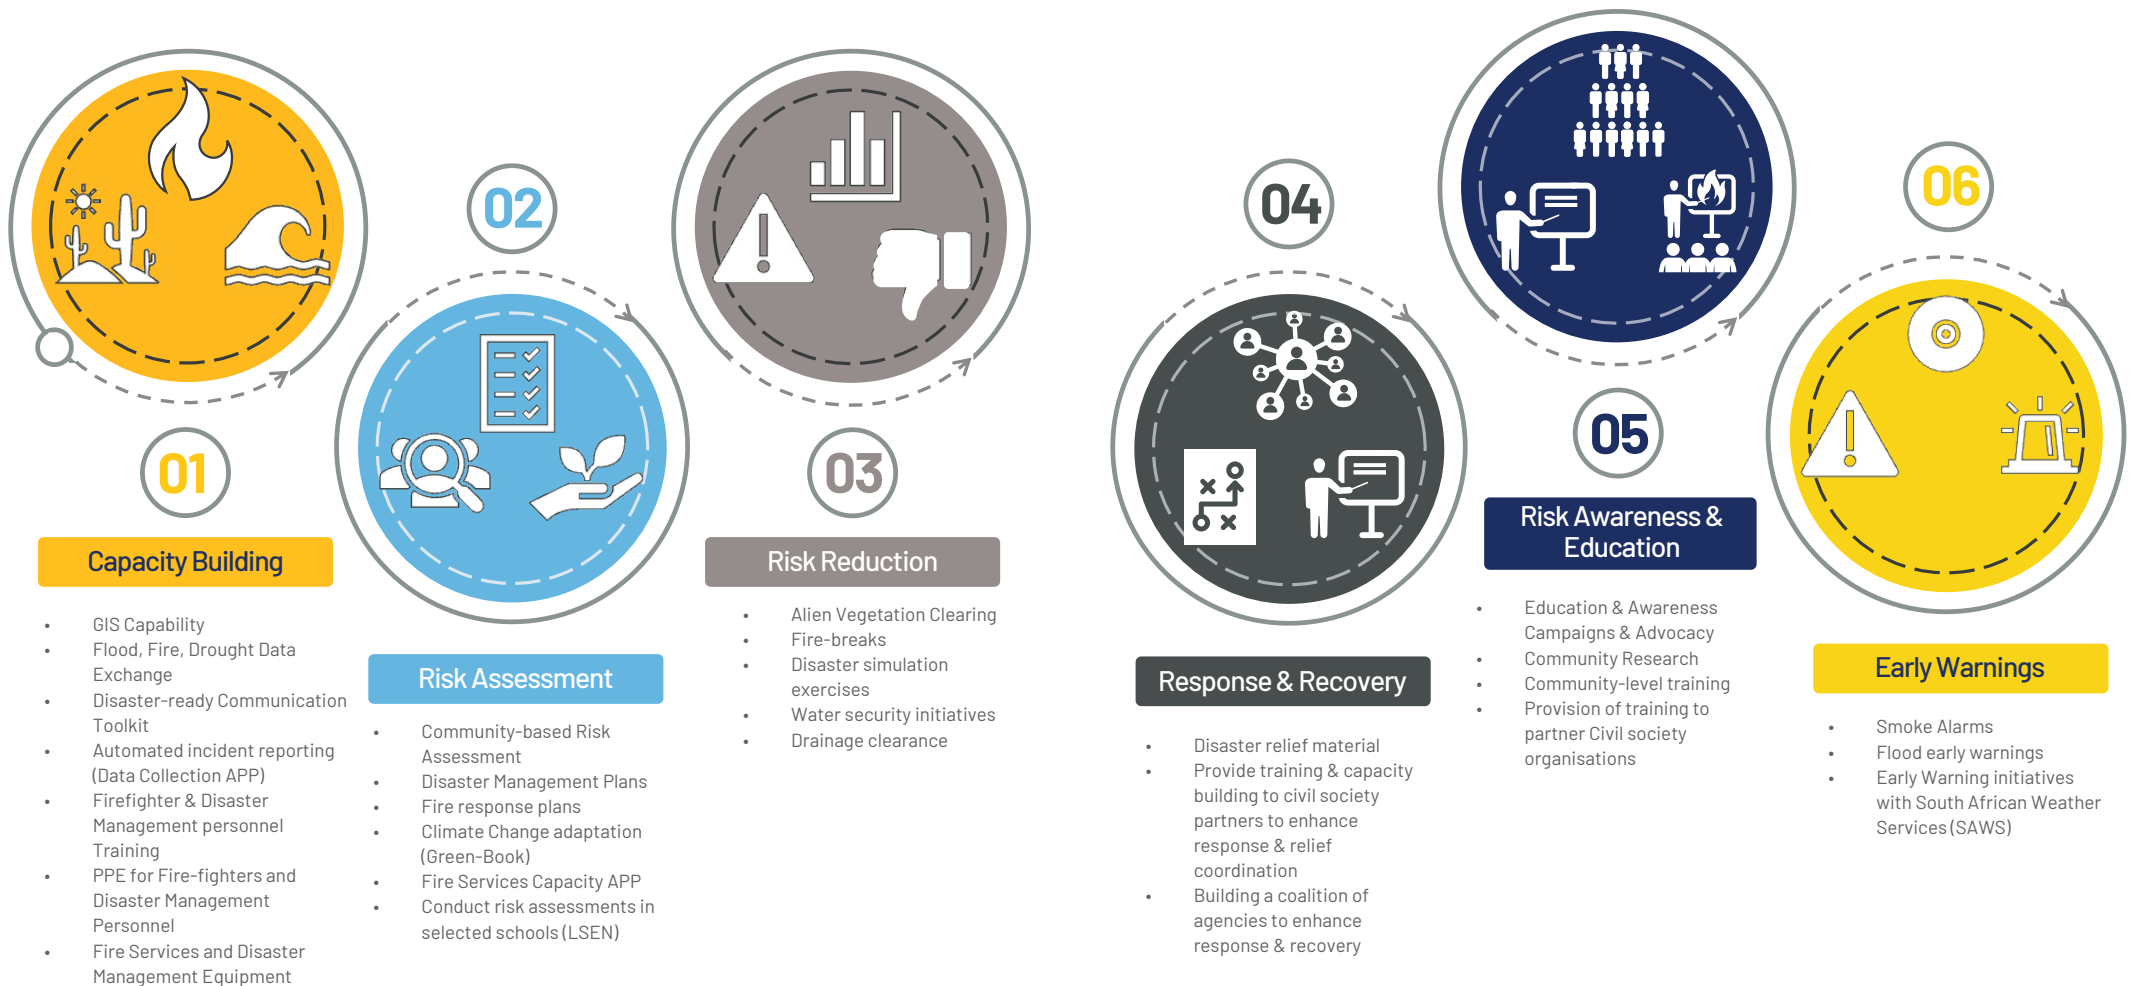 01
Capacity Building
• GIS Capability
• Flood, Fire, Drought Data
Exchange
• Disaster-ready Communication
Toolkit
• Automated incident reporting
(Data Collection APP)
• Firefighter & Disaster
Management personnel
Training
• PPE for Fire-fighters and
Disaster Management
Personnel
• Fire Services and Disaster
Management Equipment
02
Risk Assessment
• Community-based Risk
Assessment
• Disaster Management Plans
• Fire response plans
• Climate Change adaptation
(Green-Book)
• Fire Services Capacity APP
• Conduct risk assessments in
selected schools (LSEN)
03
Risk Reduction
• Alien Vegetation Clearing
• Fire-breaks
• Disaster simulation
exercises
• Water security initiatives
• Drainage clearance
04
Response & Recovery
• Disaster relief material
• Provide training & capacity
building to civil society
partners to enhance
response & relief
coordination
• Building a coalition of
agencies to enhance
response & recovery
05
Risk Awareness &
Education
• Education & Awareness
Campaigns & Advocacy
• Community Research
• Community-level training
• Provision of training to
partner Civil society
organisations
06
Early Warnings
• Smoke Alarms
• Flood early warnings
• Early Warning initiatives
with South African Weather
Services (SAWS)